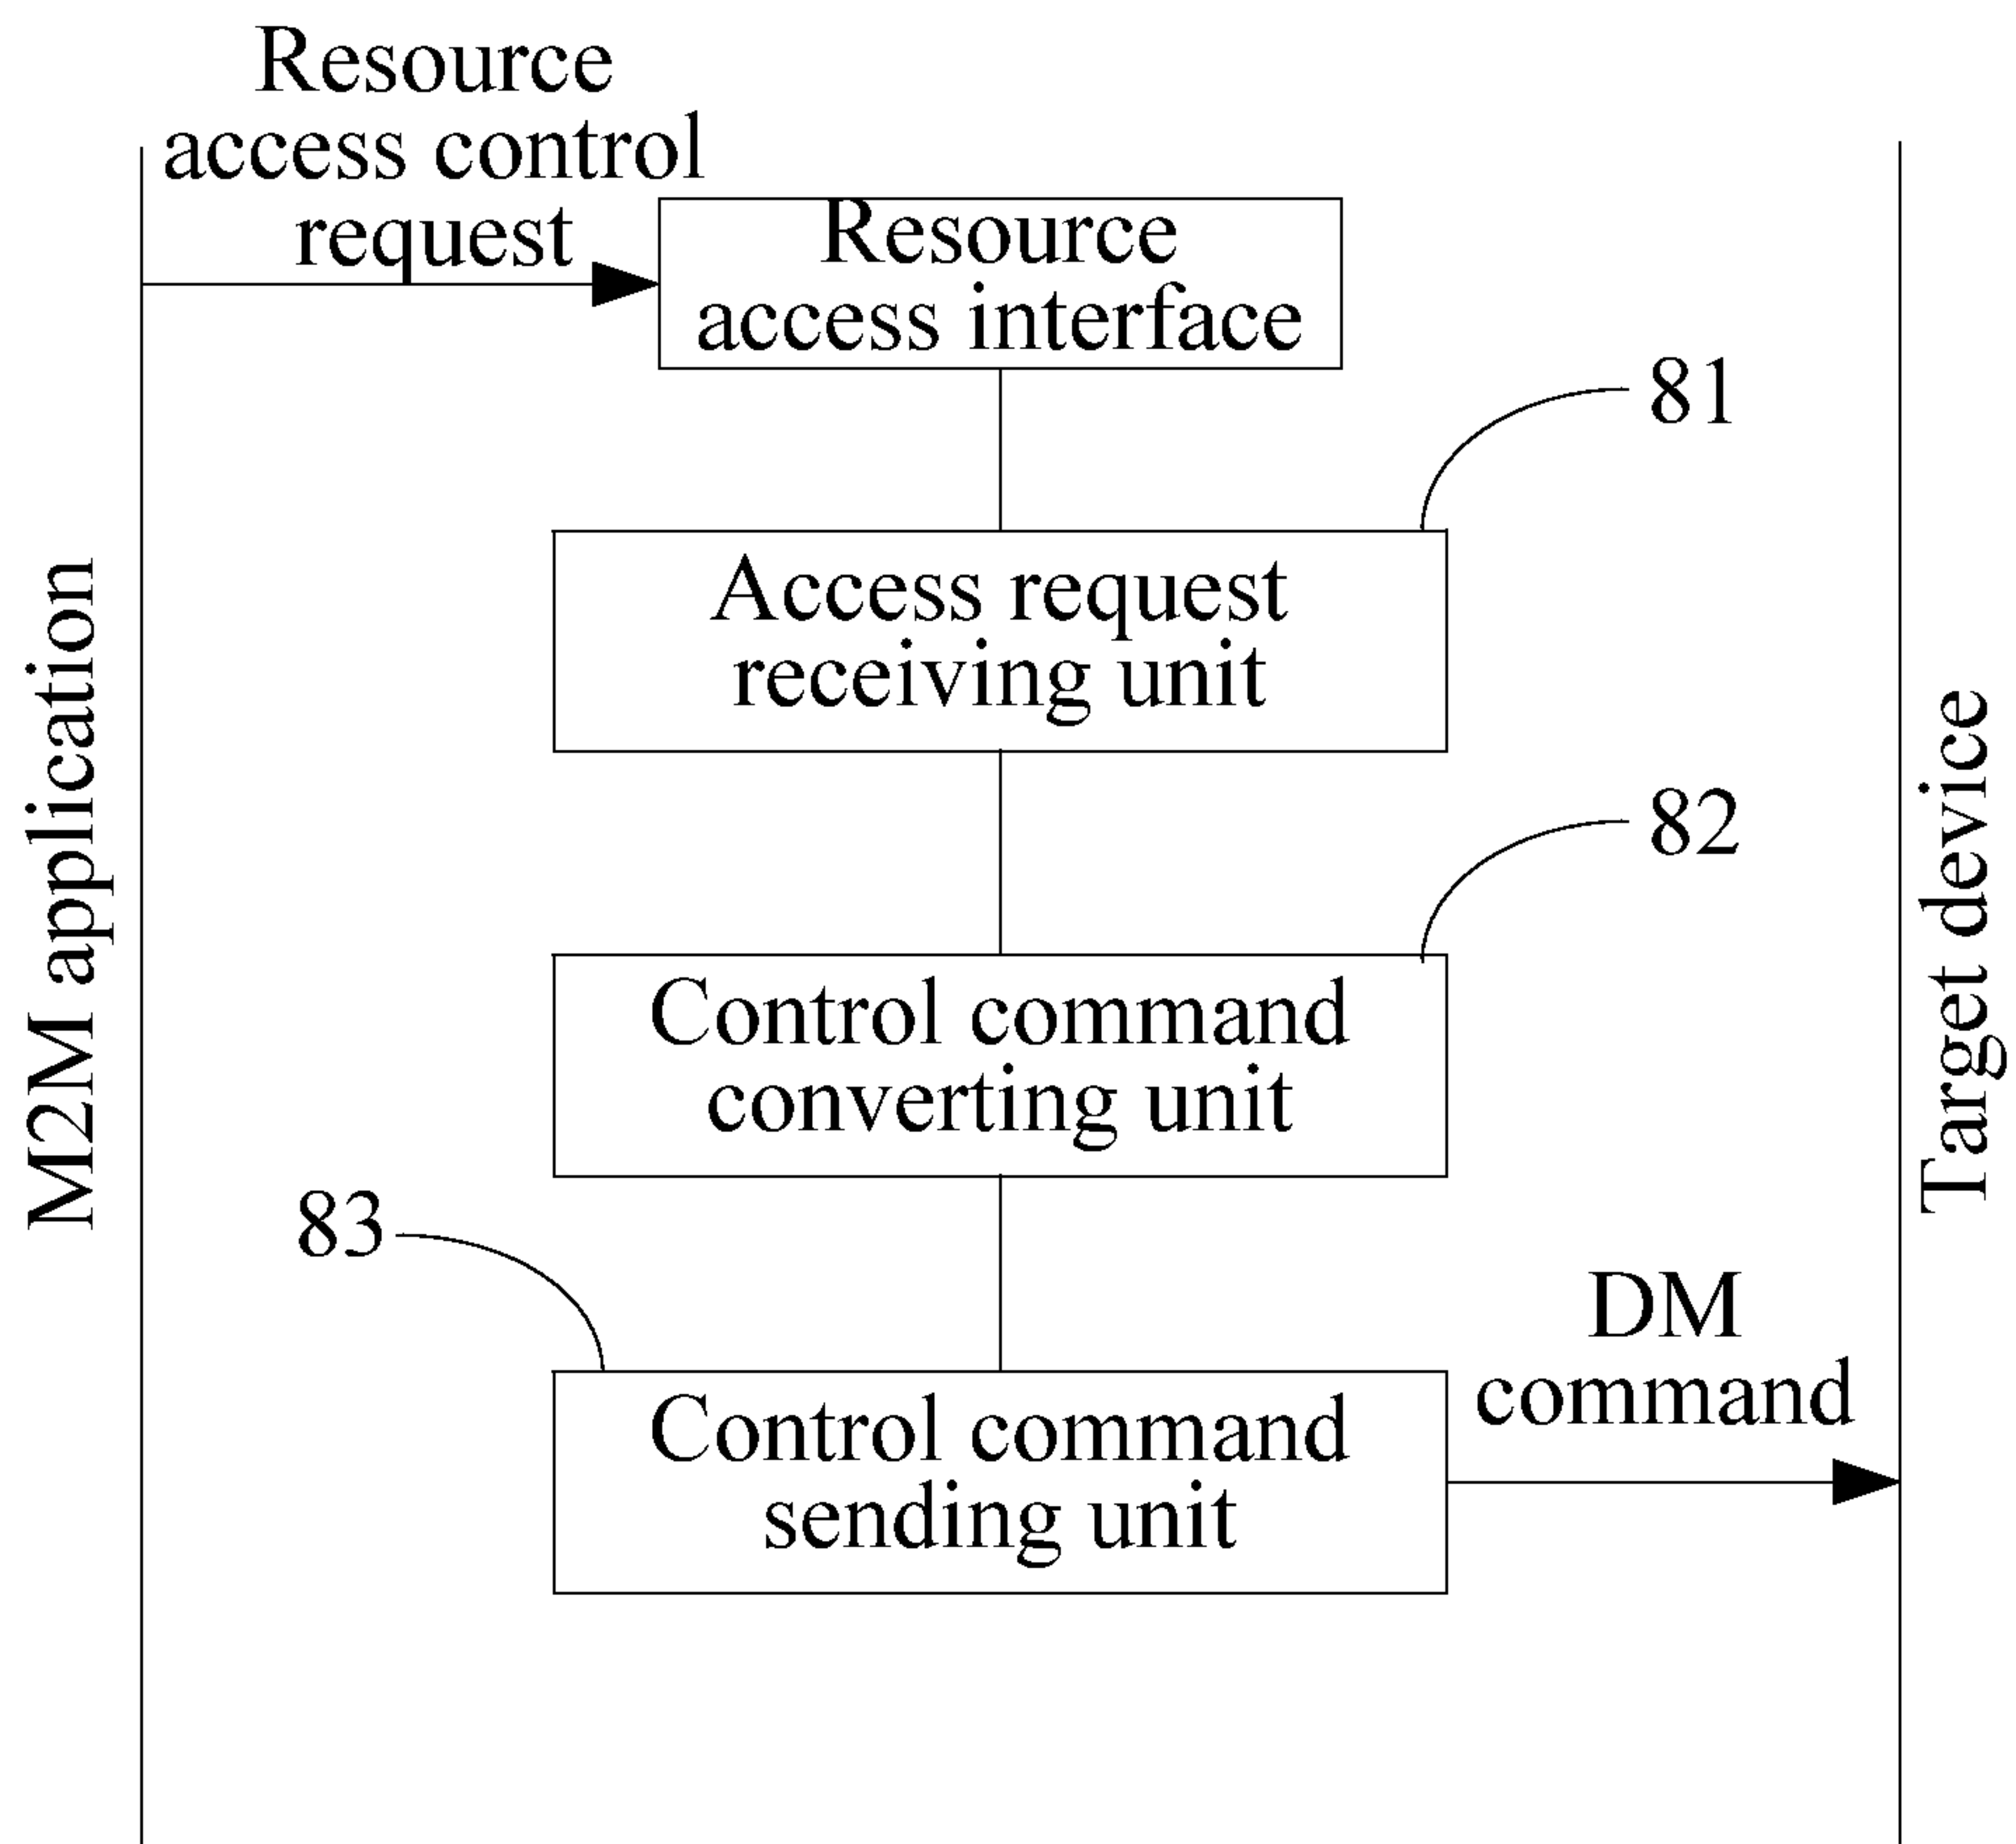 Resource
access control
request
Resource
access interface
81
Access request
receiving unit
82
Control command
converting unit
83
Control command
sending unit
DM
command
M2M application
Target device